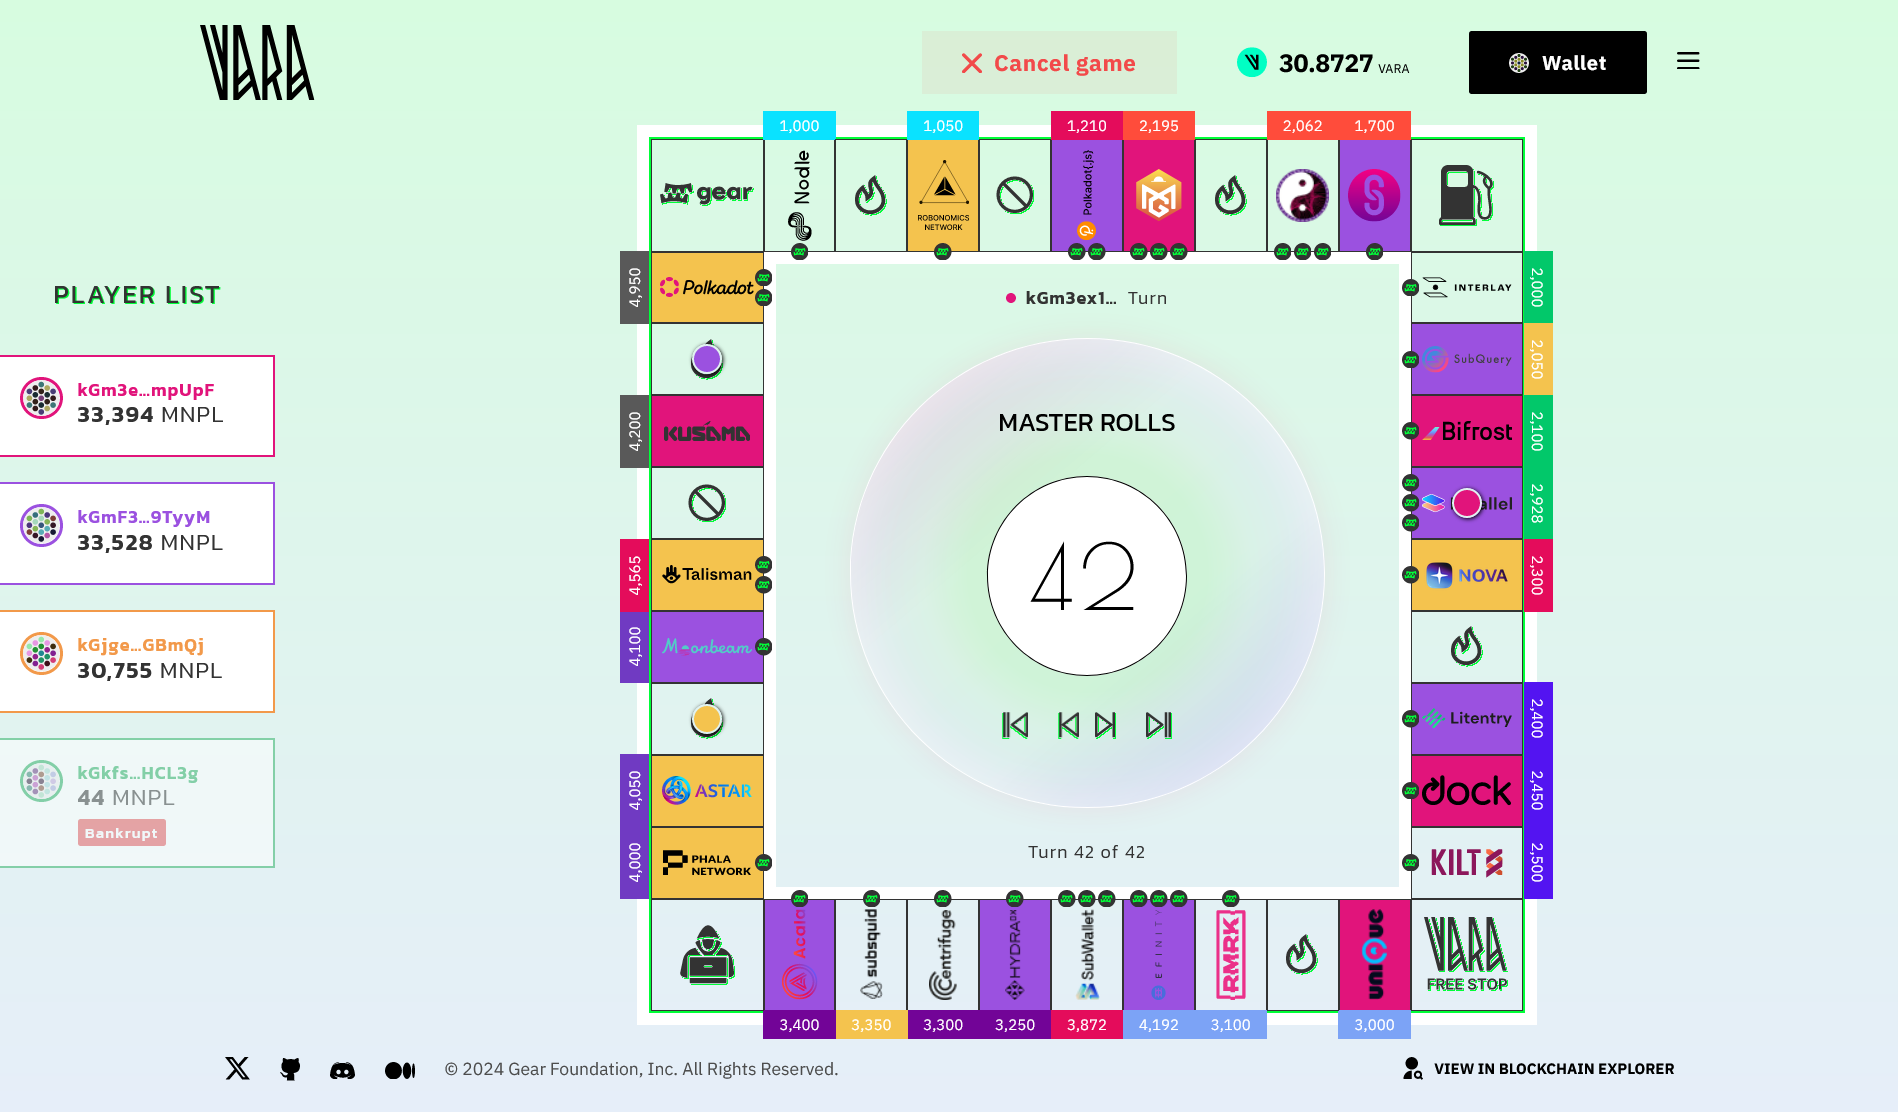 VARA
Cancel game
30.8727 VARA
Wallet
1,000
1,050
1,210
2,195
2,062
1,700
gear
Nodle
ROBONOMICS
NETWORK
Polkadot{.js}
PLAYER LIST
kGm3e...mpUpF
33,394 MNPL
kGmF3...9TyyM
33,528 MNPL
kGjge...GBmQj
30,755 MNPL
kGkfs...HCL3g
44 MNPL
Bankrupt
4,950
Polkadot
4,200
KUSAMA
4,565
Talisman
4,100
Moonbeam
4,050
ASTAR
4,000
PHALA
NETWORK
kGm3ex1... Turn
MASTER ROLLS
42
Turn 42 of 42
INTERLAY
2,000
SubQuery
2,050
Bifrost
2,100
allel
2,928
NOVA
2,300
Litentry
2,400
dock
2,450
KILT
2,500
Acala
subsquid
Centrifuge
HYDRADX
SubWallet
EFINITY
RMRK
UNIQUE
VARA
FREE STOP
3,400
3,350
3,300
3,250
3,872
4,192
3,100
3,000
© 2024 Gear Foundation, Inc. All Rights Reserved.
VIEW IN BLOCKCHAIN EXPLORER